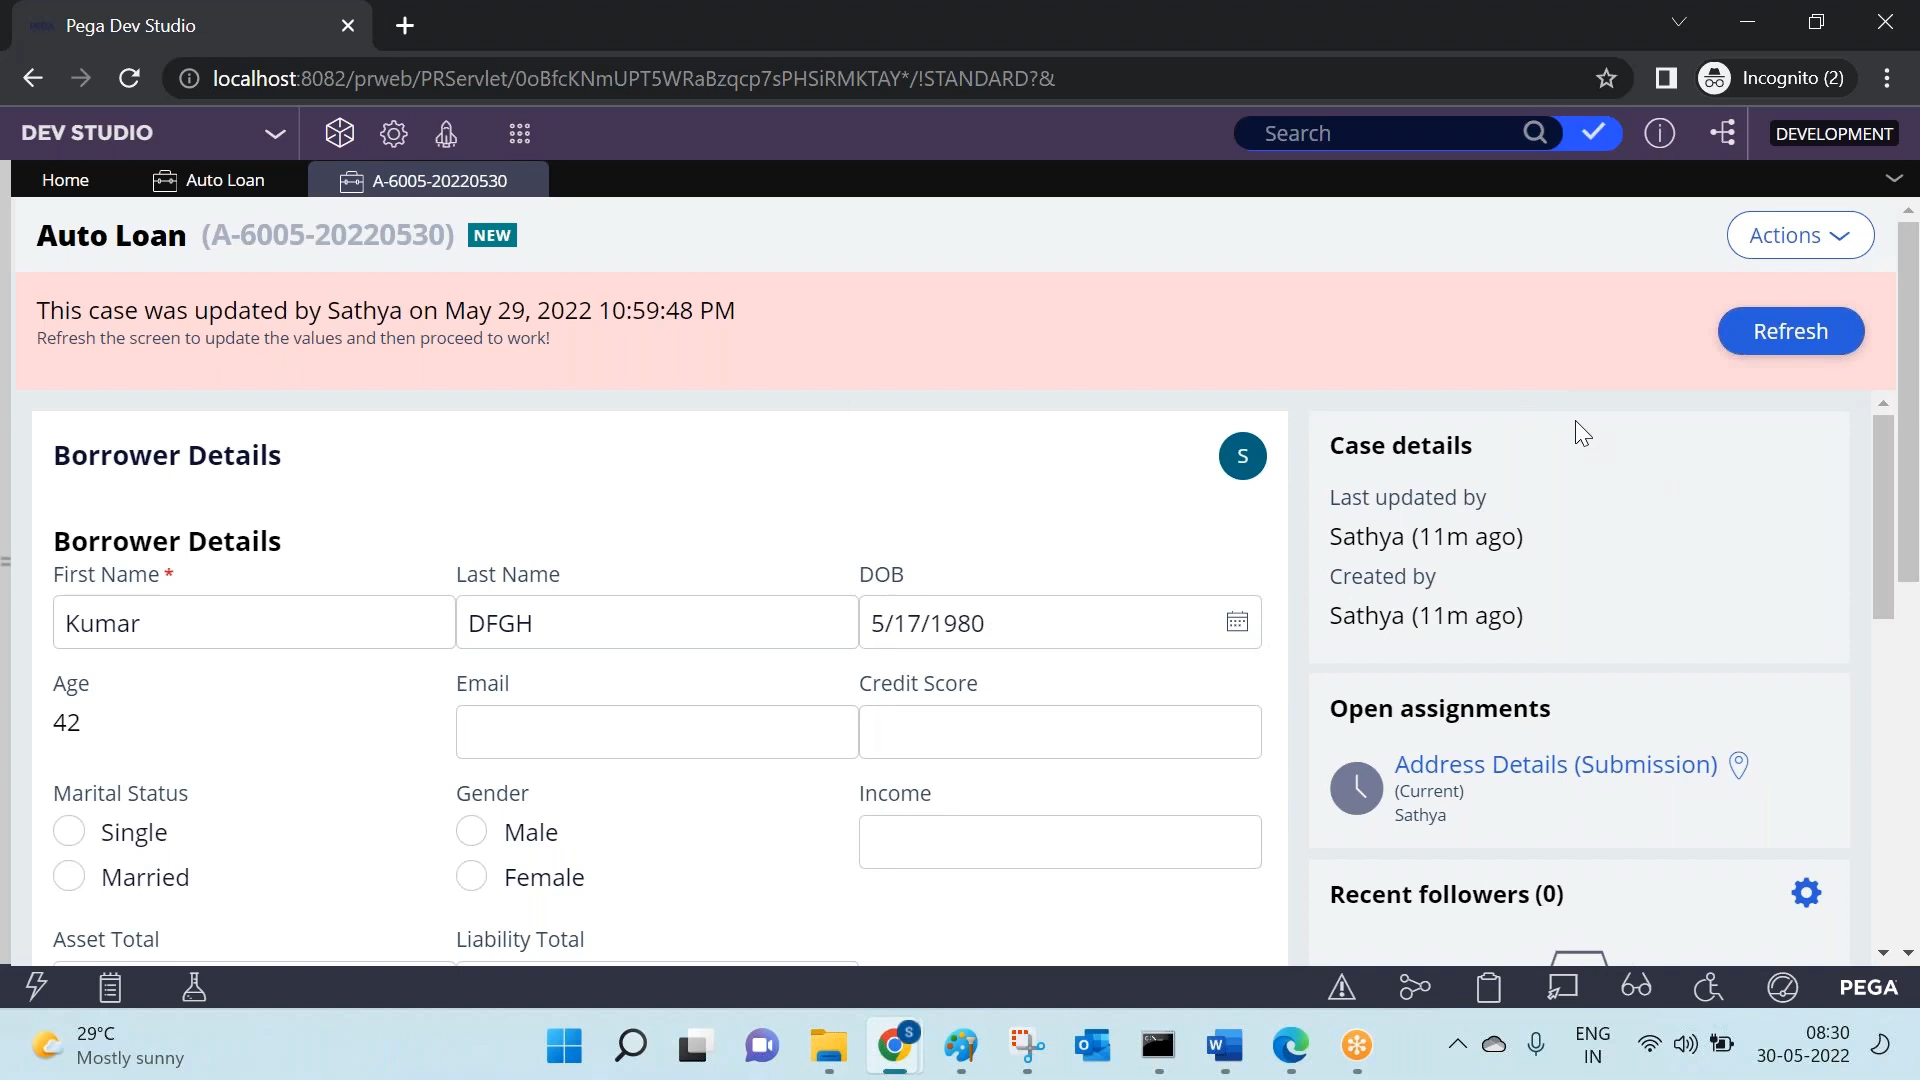 Pega Dev Studio
localhost:8082/prweb/PRServlet/0oBfcKNmUPT5WRaBzqcp7sPHSiRMKTAY*/!STANDARD?&
Incognito (2)
DEV STUDIO
Search
DEVELOPMENT
Home
Auto Loan
A-6005-20220530
Auto Loan (A-6005-20220530) NEW
Actions
This case was updated by Sathya on May 29, 2022 10:59:48 PM
Refresh the screen to update the values and then proceed to work!
Refresh
Borrower Details
S
Borrower Details
First Name *
Last Name
DOB
Kumar
DFGH
5/17/1980
Age
Email
Credit Score
42
Marital Status
Gender
Income
Single
Male
Married
Female
Asset Total
Liability Total
Case details
Last updated by
Sathya (11m ago)
Created by
Sathya (11m ago)
Open assignments
Address Details (Submission)
(Current)
Sathya
Recent followers (0)
PEGA
29°C
Mostly sunny
S
ENG
IN
08:30
30-05-2022